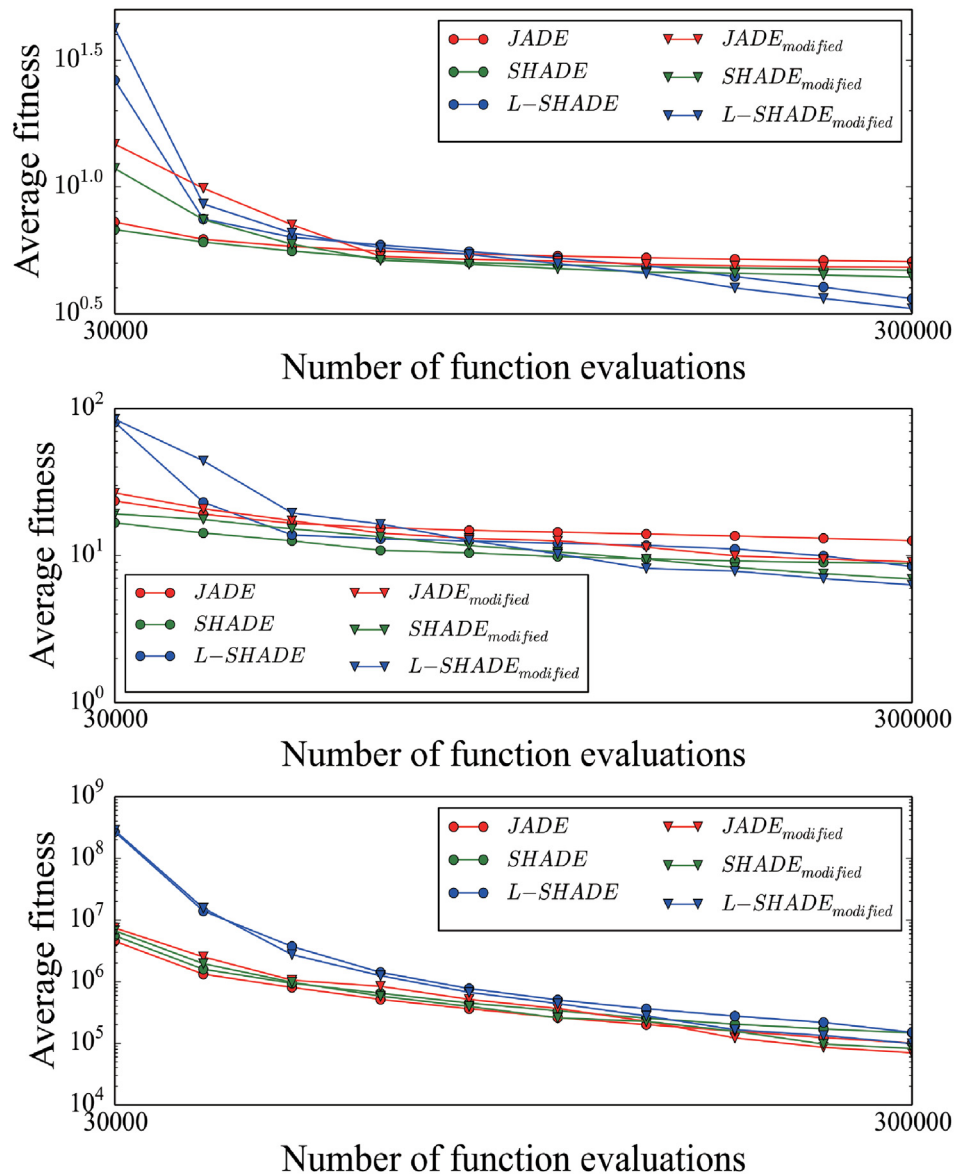 10^1.5
10^1.0
10^0.5
Average fitness
JADE JADE_modified
SHADE SHADE_modified
L-SHADE L-SHADE_modified
30000 300000
Number of function evaluations
10^2
10^1
10^0
Average fitness
JADE JADE_modified
SHADE SHADE_modified
L-SHADE L-SHADE_modified
30000 300000
Number of function evaluations
10^9
10^8
10^7
10^6
10^5
10^4
Average fitness
JADE JADE_modified
SHADE SHADE_modified
L-SHADE L-SHADE_modified
30000 300000
Number of function evaluations